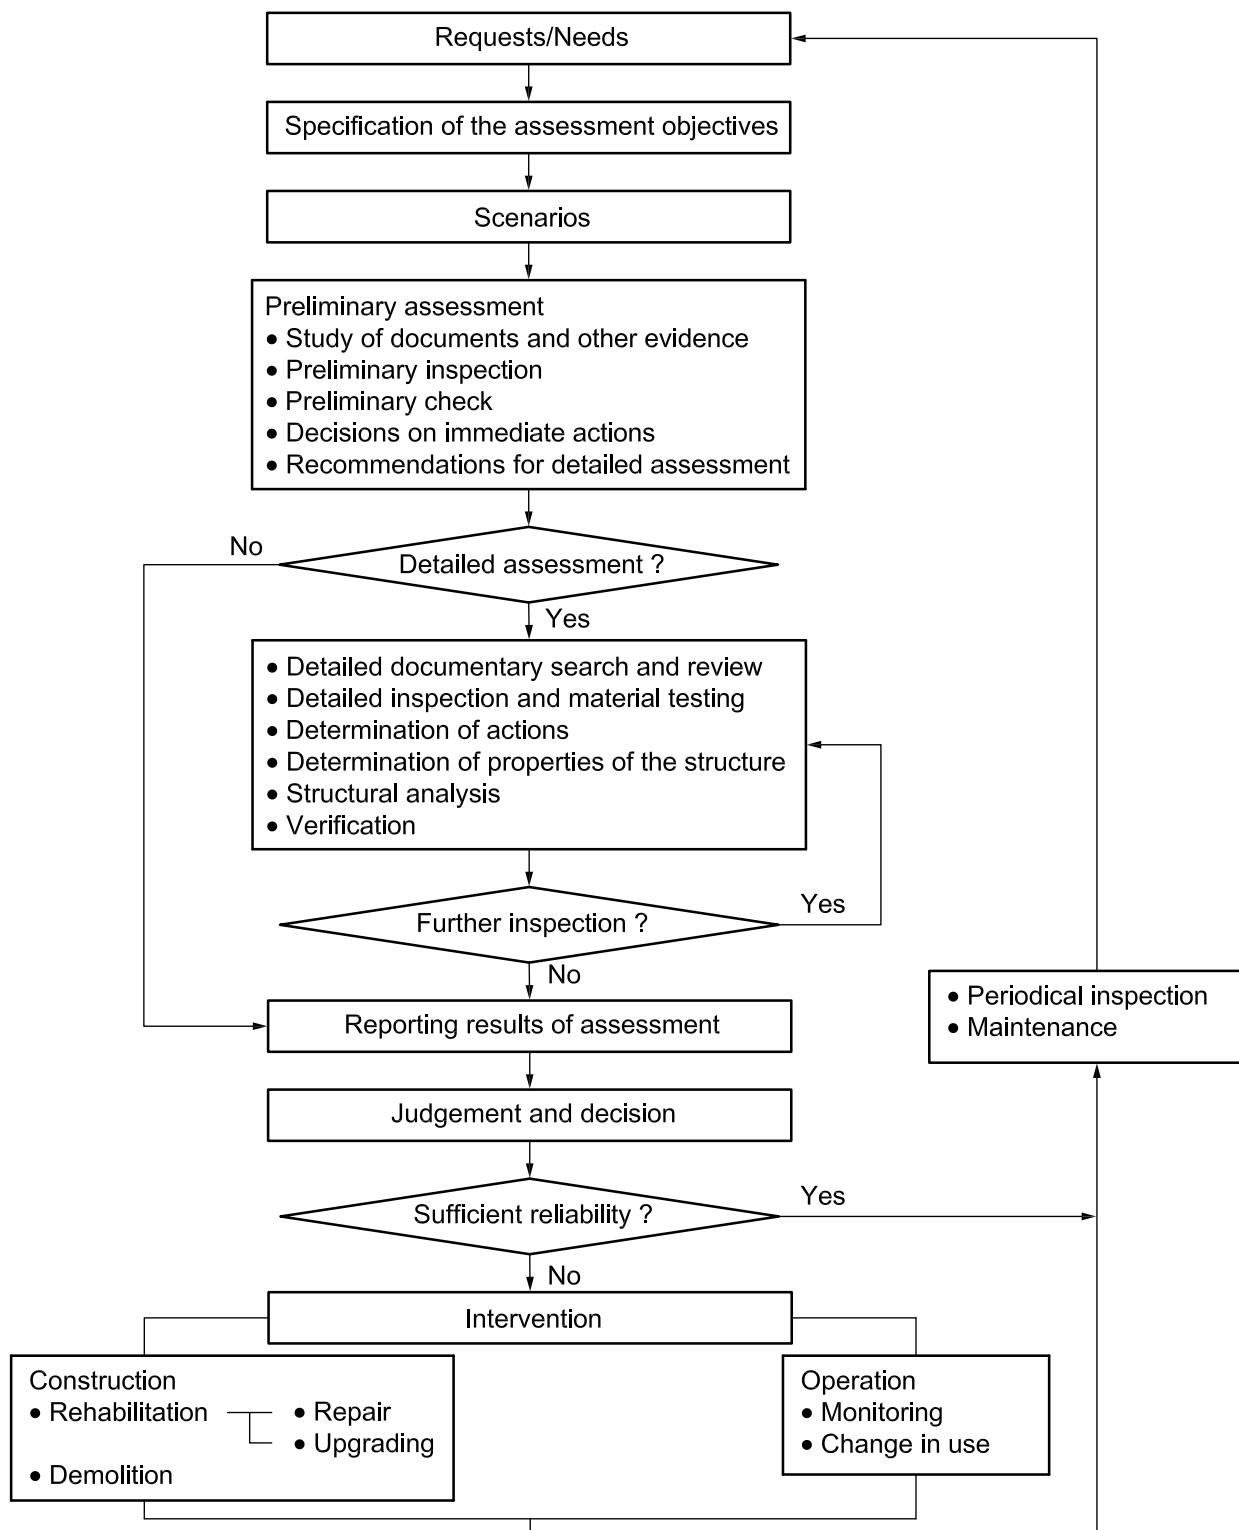 Requests/Needs
Specification of the assessment objectives
Scenarios
Preliminary assessment
• Study of documents and other evidence
• Preliminary inspection
• Preliminary check
• Decisions on immediate actions
• Recommendations for detailed assessment
No
Detailed assessment ?
Yes
• Detailed documentary search and review
• Detailed inspection and material testing
• Determination of actions
• Determination of properties of the structure
• Structural analysis
• Verification
Further inspection ?
Yes
No
• Periodical inspection
• Maintenance
Reporting results of assessment
Judgement and decision
Sufficient reliability ?
Yes
No
Intervention
Construction
• Rehabilitation
• Repair
• Upgrading
• Demolition
Operation
• Monitoring
• Change in use